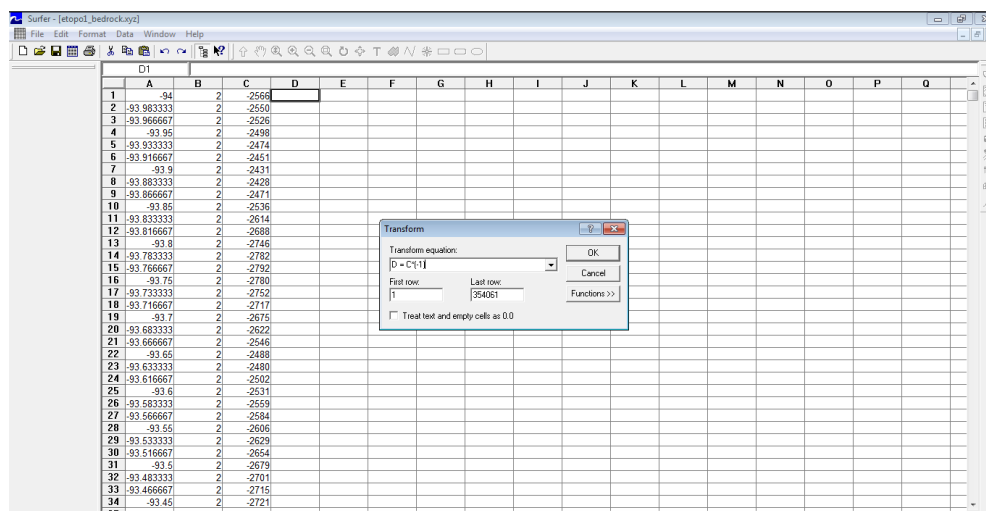 Surfer - [etopo1_bedrock.xyz]
File Edit Format Data Window Help
D1
A B C D E F G H I J K L M N O P Q
1 -94 2 -2566
2 -93.983333 2 -2550
3 -93.966667 2 -2526
4 -93.95 2 -2498
5 -93.933333 2 -2474
6 -93.916667 2 -2451
7 -93.9 2 -2431
8 -93.883333 2 -2428
9 -93.866667 2 -2471
10 -93.85 2 -2536
11 -93.833333 2 -2614
12 -93.816667 2 -2688
13 -93.8 2 -2746
14 -93.783333 2 -2782
15 -93.766667 2 -2792
16 -93.75 2 -2780
17 -93.733333 2 -2752
18 -93.716667 2 -2717
19 -93.7 2 -2675
20 -93.683333 2 -2622
21 -93.666667 2 -2546
22 -93.65 2 -2488
23 -93.633333 2 -2480
24 -93.616667 2 -2502
25 -93.6 2 -2531
26 -93.583333 2 -2559
27 -93.566667 2 -2584
28 -93.55 2 -2606
29 -93.533333 2 -2629
30 -93.516667 2 -2654
31 -93.5 2 -2679
32 -93.483333 2 -2701
33 -93.466667 2 -2715
34 -93.45 2 -2721
Transform
Transform equation:
D = C*(-1)
OK
Cancel
First row: Last row:
1 354061
Functions >>
Treat text and empty cells as 0.0